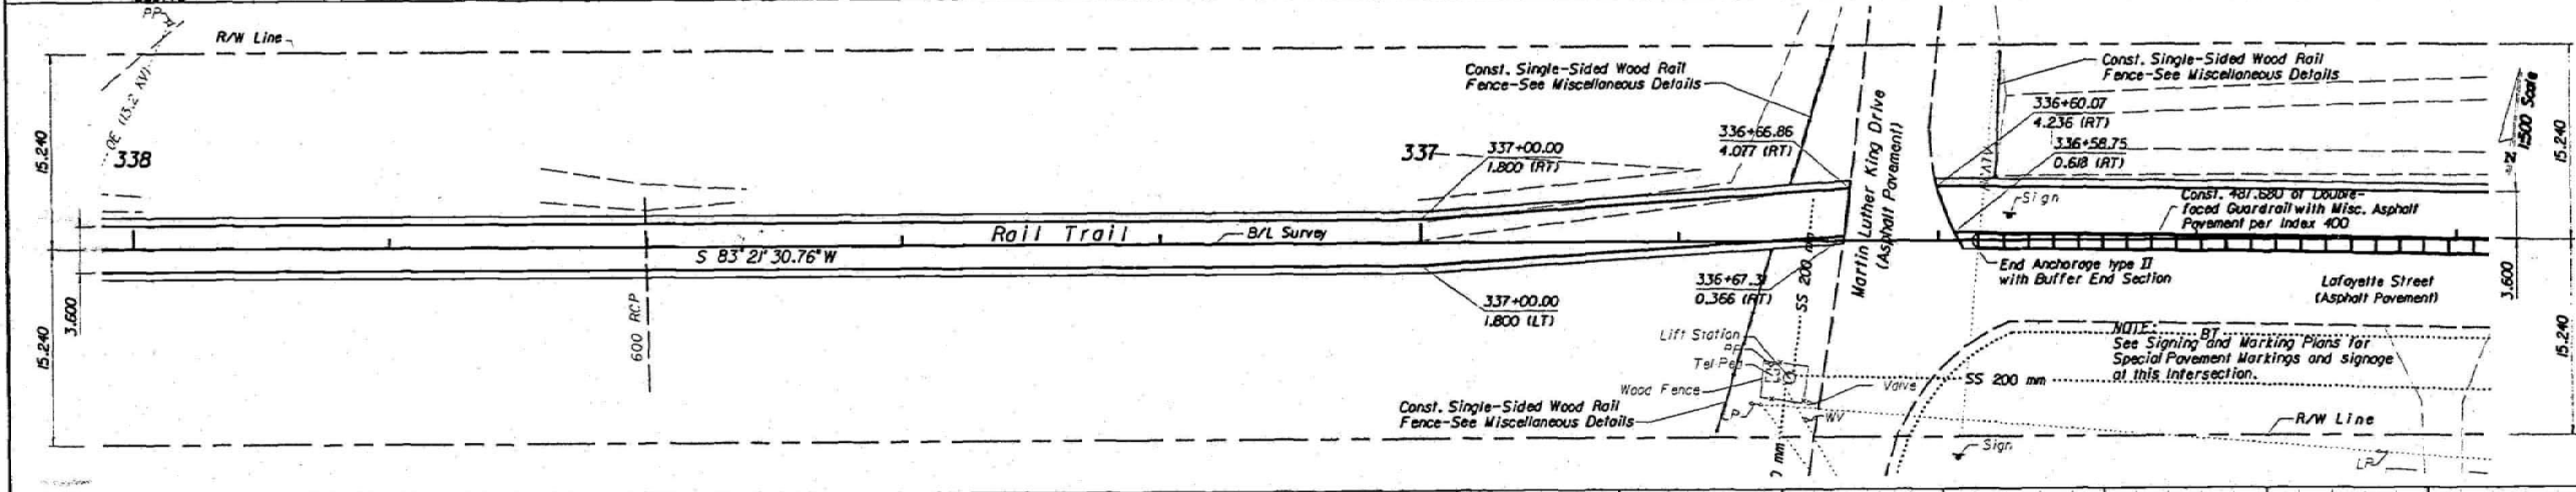 PP
R/W Line
OE (13.2 KV)
338
15.240
15.240
3.600
600 RCP
S 83° 21' 30.76" W
Rail Trail
B/L Survey
337
337+00.00
1.800 (RT)
337+00.00
1.800 (LT)
Const. Single-Sided Wood Rail
Fence-See Miscellaneous Details
336+66.86
4.077 (RT)
336+67.31
0.366 (RT)
SS 200 mm
Martin Luther King Drive
(Asphalt Pavement)
Lift Station
PP
Tel Ped
Wood Fence
Valve
LP
WV
Const. Single-Sided Wood Rail
Fence-See Miscellaneous Details
Const. Single-Sided Wood Rail
Fence-See Miscellaneous Details
336+60.07
4.236 (RT)
336+58.75
0.618 (RT)
Sign
Const. 487.680 of Double-
faced Guardrail with Misc. Asphalt
Pavement per Index 400
End Anchorage type II
with Buffer End Section
Lafayette Street
(Asphalt Pavement)
NOTE:
BT
See Signing and Marking Plans for
Special Pavement Markings and signage
at this Intersection.
SS 200 mm
R/W Line
Sign
LP
N
1:500 Scale
15.240
3.600
15.240